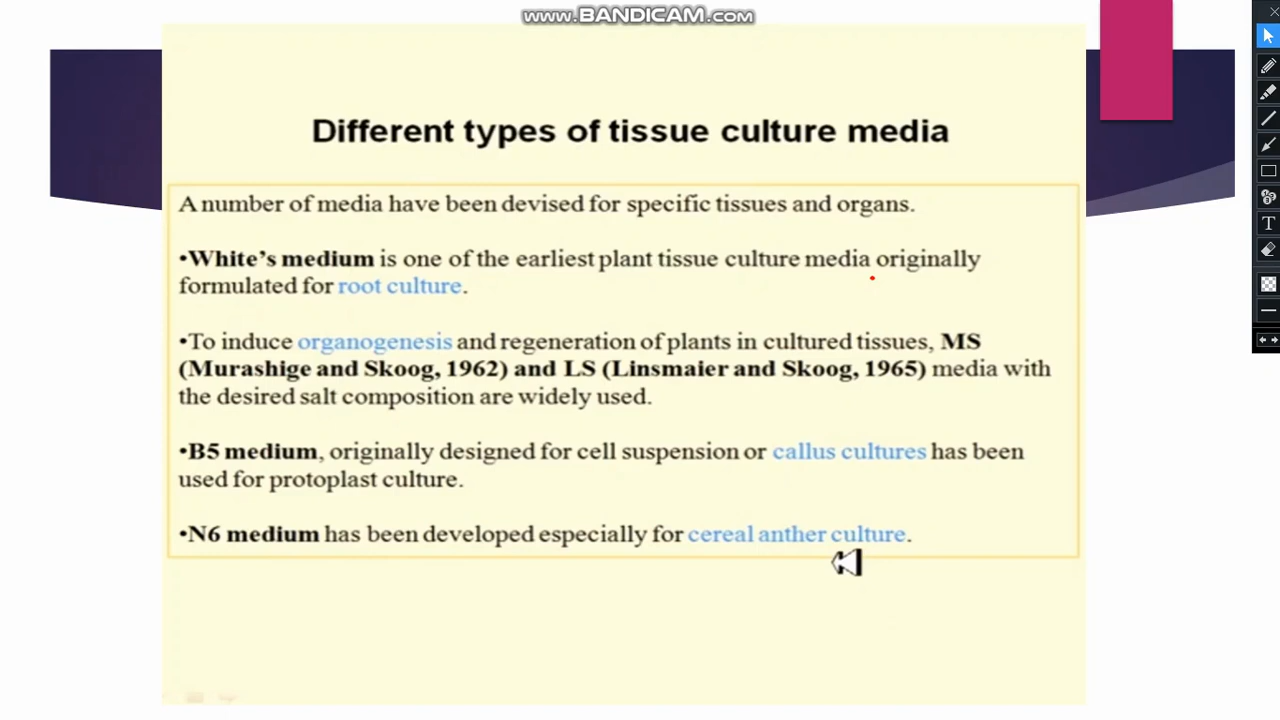 www.BANDICAM.com
Different types of tissue culture media
A number of media have been devised for specific tissues and organs.
•White's medium is one of the earliest plant tissue culture media originally
formulated for root culture.
•To induce organogenesis and regeneration of plants in cultured tissues, MS
(Murashige and Skoog, 1962) and LS (Linsmaier and Skoog, 1965) media with
the desired salt composition are widely used.
•B5 medium, originally designed for cell suspension or callus cultures has been
used for protoplast culture.
•N6 medium has been developed especially for cereal anther culture.
T